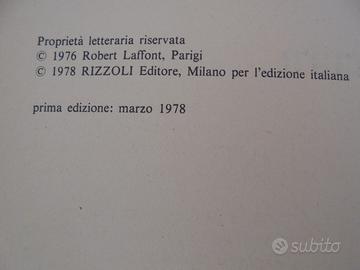 Proprietà letteraria riservata
© 1976 Robert Laffont, Parigi
© 1978 RIZZOLI Editore, Milano per l'edizione italiana
prima edizione: marzo 1978
subito